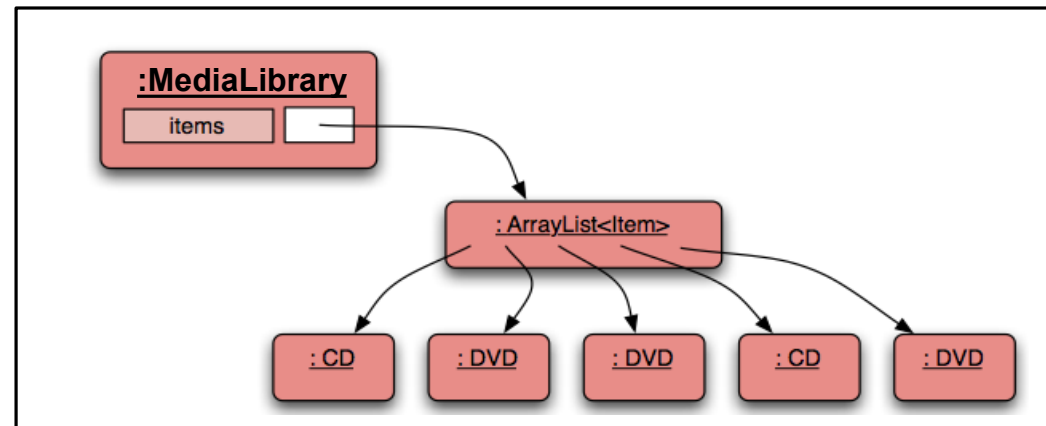 :MediaLibrary
items
: ArrayList<Item>
: CD
: DVD
: DVD
: CD
: DVD